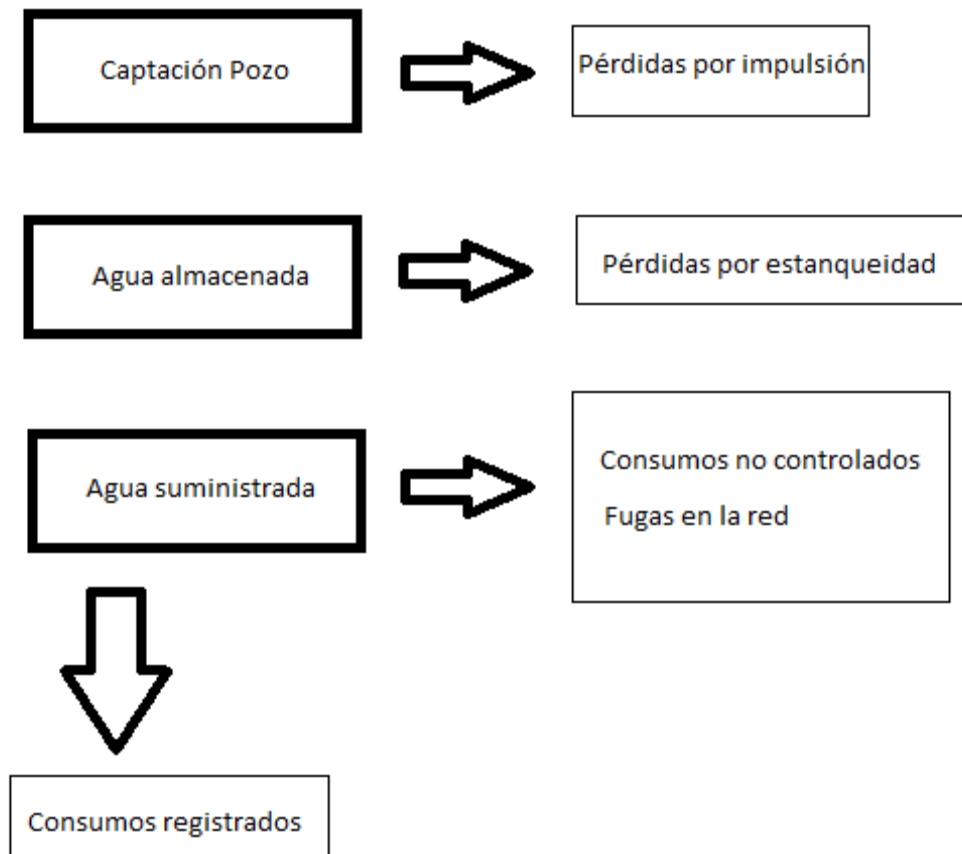 Captación Pozo
Pérdidas por impulsión
Agua almacenada
Pérdidas por estanqueidad
Agua suministrada
Consumos no controlados
Fugas en la red
Consumos registrados